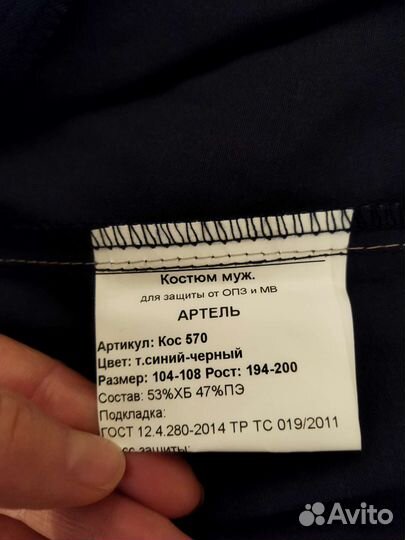 Костюм муж.
для защиты от ОПЗ и МВ
АРТЕЛЬ
Артикул: Кос 570
Цвет: т.синий-черный
Размер: 104-108 Рост: 194-200
Состав: 53%ХБ 47%ПЭ
Подкладка:
ГОСТ 12.4.280-2014 ТР ТС 019/2011
защиты:
Avito